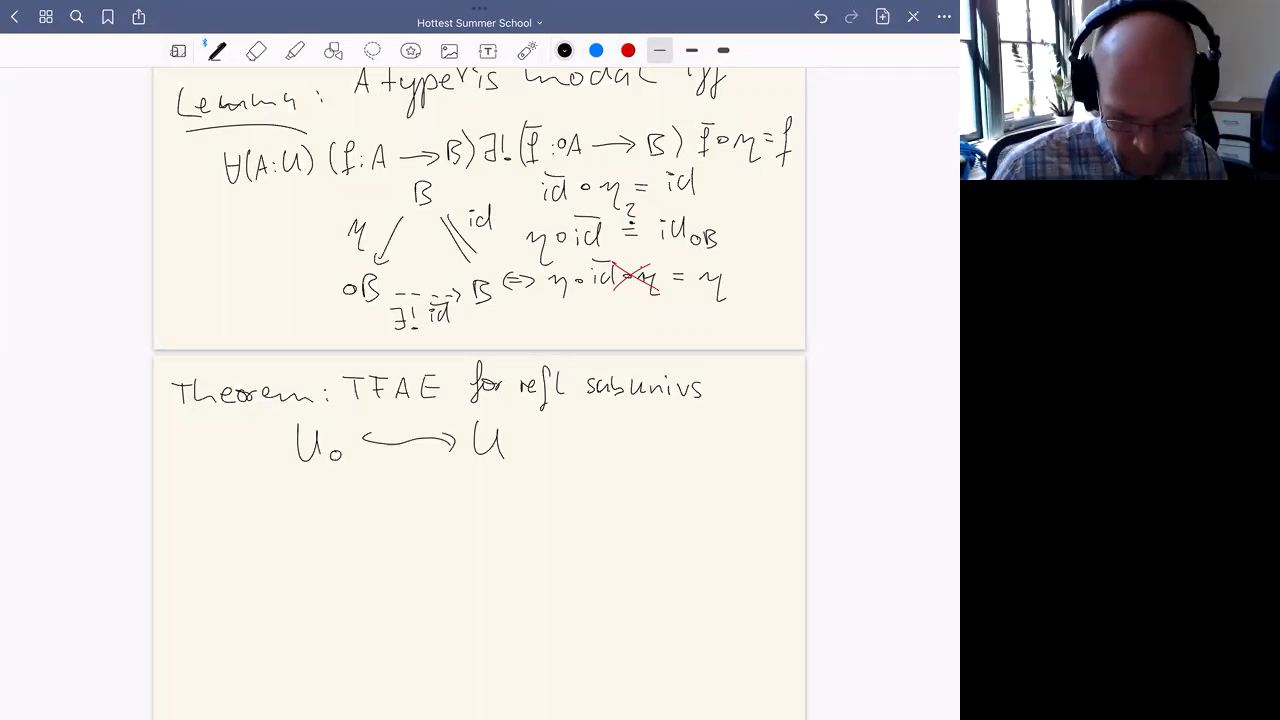 Hottest Summer School
Lemma: A type is modal iff
∀(A:U) (f:A → B) ∃! (f̄ : ○A → B) f̄ ∘ η = f
B
id̄ ∘ η = id
η id
η ∘ id̄ ≟ id○B
○B ⇢ B ⇔ η ∘ id̄ ∘ η = η
∃! id̄
Theorem: TFAE for refl subunivs
U○ ↪ U